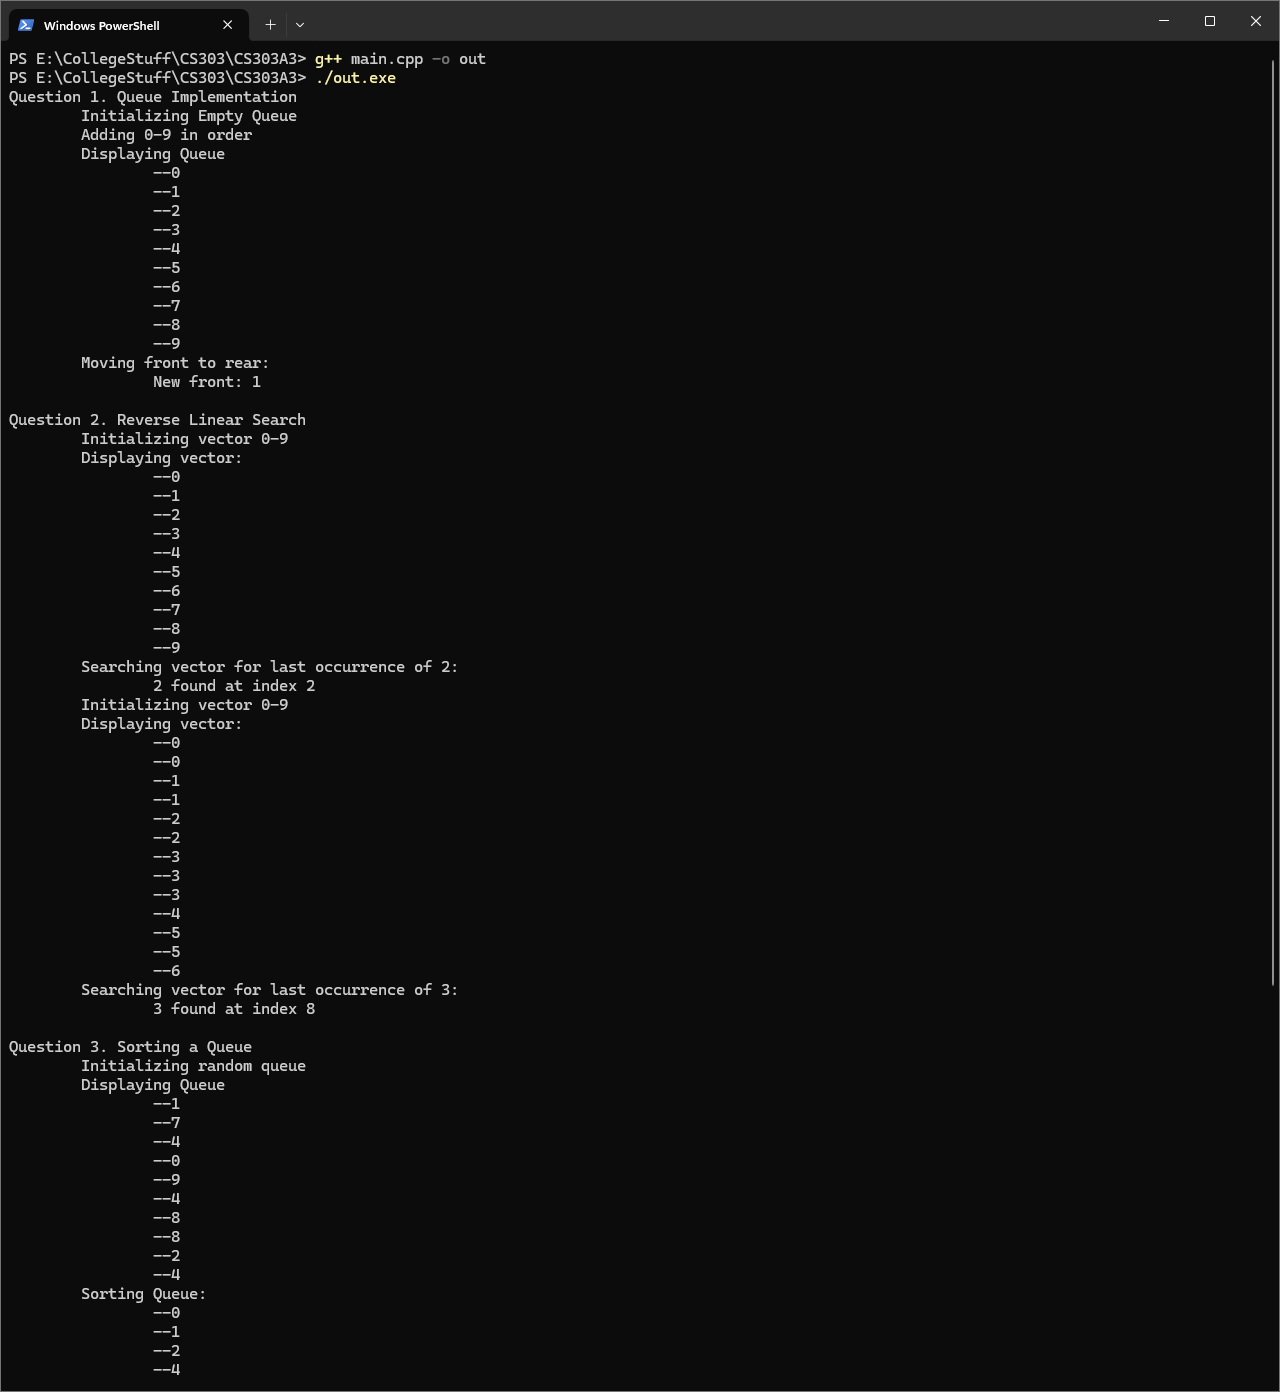 Windows PowerShell
PS E:\CollegeStuff\CS303\CS303A3> g++ main.cpp -o out
PS E:\CollegeStuff\CS303\CS303A3> ./out.exe
Question 1. Queue Implementation
Initializing Empty Queue
Adding 0-9 in order
Displaying Queue
--0
--1
--2
--3
--4
--5
--6
--7
--8
--9
Moving front to rear:
New front: 1
Question 2. Reverse Linear Search
Initializing vector 0-9
Displaying vector:
--0
--1
--2
--3
--4
--5
--6
--7
--8
--9
Searching vector for last occurrence of 2:
2 found at index 2
Initializing vector 0-9
Displaying vector:
--0
--0
--1
--1
--2
--2
--3
--3
--3
--4
--5
--5
--6
Searching vector for last occurrence of 3:
3 found at index 8
Question 3. Sorting a Queue
Initializing random queue
Displaying Queue
--1
--7
--4
--0
--9
--4
--8
--8
--2
--4
Sorting Queue:
--0
--1
--2
--4